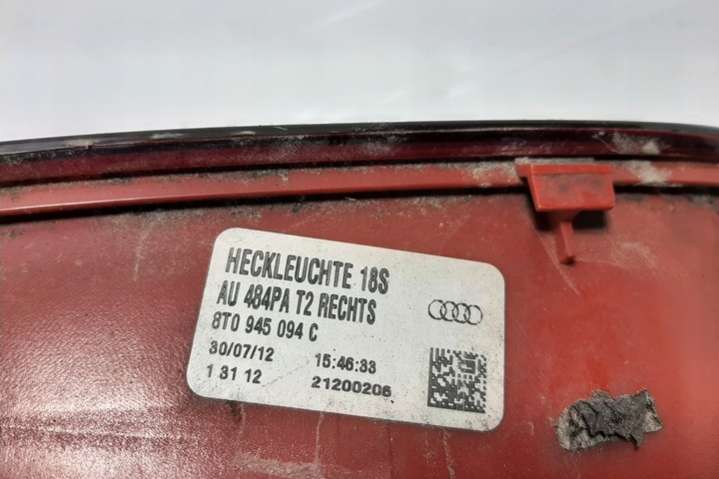 HECKLEUCHTE 18S
AU 484PA T2 RECHTS
8T0 945 094 C
30/07/12 15:46:33
1 31 12 21200206